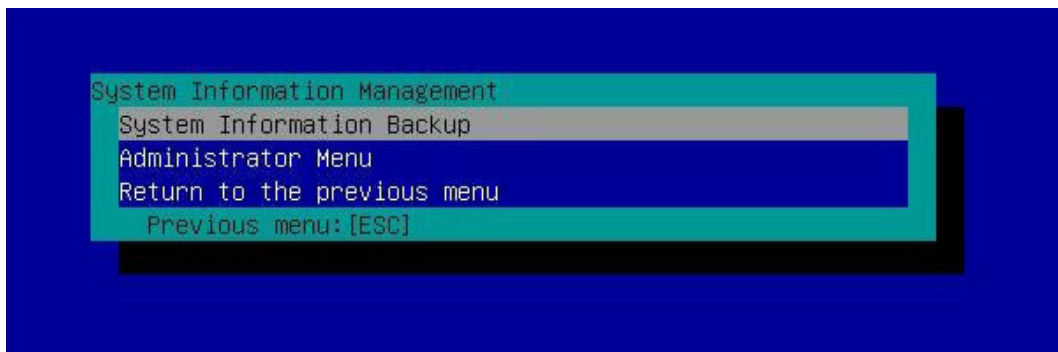 System Information Management
System Information Backup
Administrator Menu
Return to the previous menu
Previous menu:[ESC]